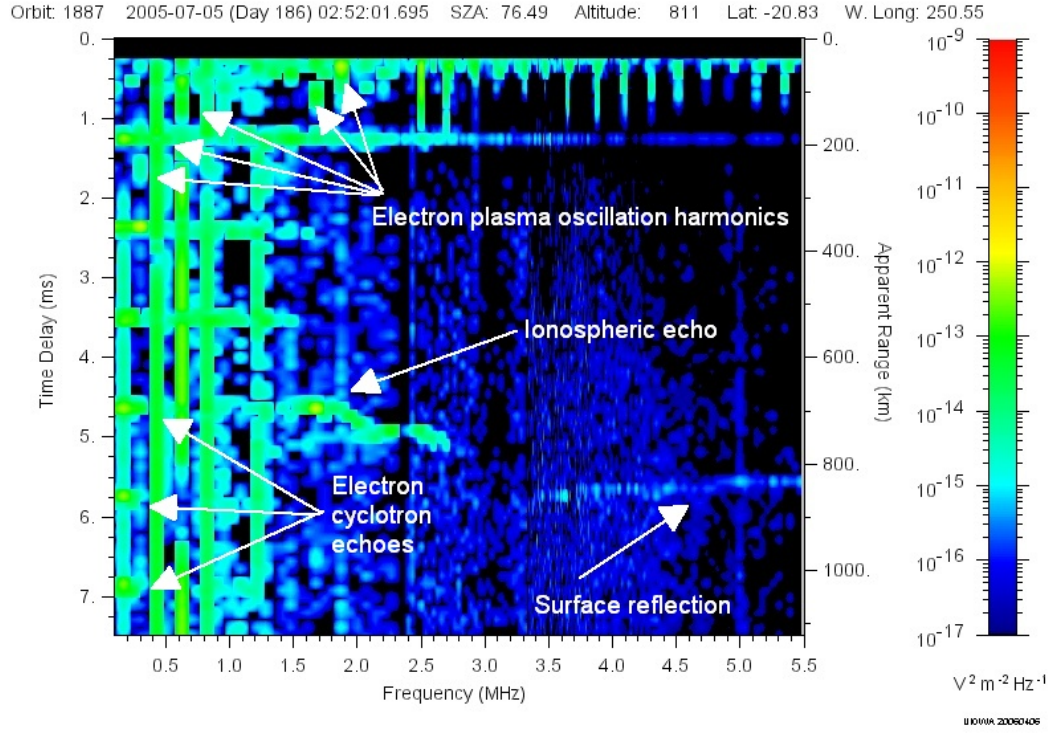 Orbit: 1887 2005-07-05 (Day 186) 02:52:01.695 SZA: 76.49 Altitude: 811 Lat: -20.83 W. Long: 250.55
0.
1.
2.
3.
4.
5.
6.
7.
Time Delay (ms)
Electron plasma oscillation harmonics
Ionospheric echo
Electron
cyclotron
echoes
Surface reflection
0.
200.
400.
600.
800.
1000.
Apparent Range (km)
0.5 1.0 1.5 2.0 2.5 3.0 3.5 4.0 4.5 5.0 5.5
Frequency (MHz)
10⁻⁹
10⁻¹⁰
10⁻¹¹
10⁻¹²
10⁻¹³
10⁻¹⁴
10⁻¹⁵
10⁻¹⁶
10⁻¹⁷
V² m⁻² Hz⁻¹